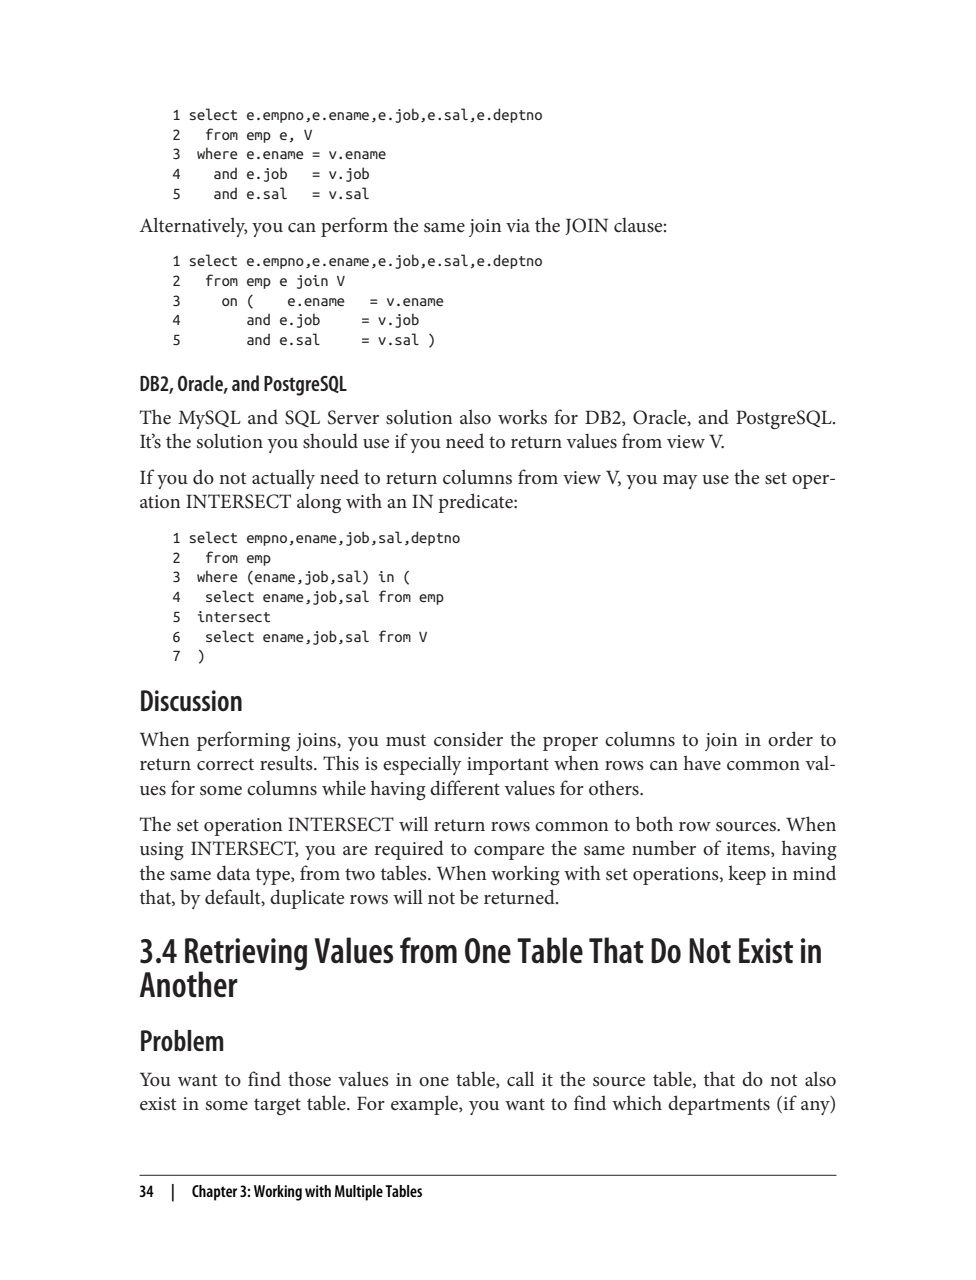 1 select e.empno,e.ename,e.job,e.sal,e.deptno
2   from emp e, V
3  where e.ename = v.ename
4    and e.job   = v.job
5    and e.sal   = v.sal
Alternatively, you can perform the same join via the JOIN clause:
1 select e.empno,e.ename,e.job,e.sal,e.deptno
2   from emp e join V
3     on (    e.ename   = v.ename
4        and e.job     = v.job
5        and e.sal     = v.sal )
DB2, Oracle, and PostgreSQL
The MySQL and SQL Server solution also works for DB2, Oracle, and PostgreSQL.
It’s the solution you should use if you need to return values from view V.
If you do not actually need to return columns from view V, you may use the set oper-
ation INTERSECT along with an IN predicate:
1 select empno,ename,job,sal,deptno
2   from emp
3  where (ename,job,sal) in (
4   select ename,job,sal from emp
5  intersect
6   select ename,job,sal from V
7  )
Discussion
When performing joins, you must consider the proper columns to join in order to
return correct results. This is especially important when rows can have common val-
ues for some columns while having different values for others.
The set operation INTERSECT will return rows common to both row sources. When
using INTERSECT, you are required to compare the same number of items, having
the same data type, from two tables. When working with set operations, keep in mind
that, by default, duplicate rows will not be returned.
3.4 Retrieving Values from One Table That Do Not Exist in
Another
Problem
You want to find those values in one table, call it the source table, that do not also
exist in some target table. For example, you want to find which departments (if any)
34 | Chapter 3: Working with Multiple Tables